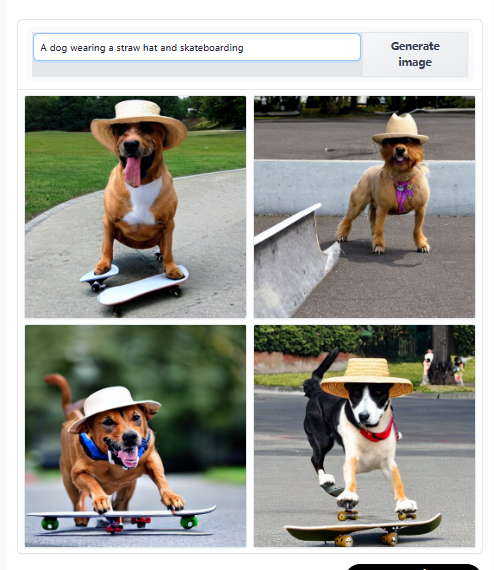 A dog wearing a straw hat and skateboarding
Generate
image